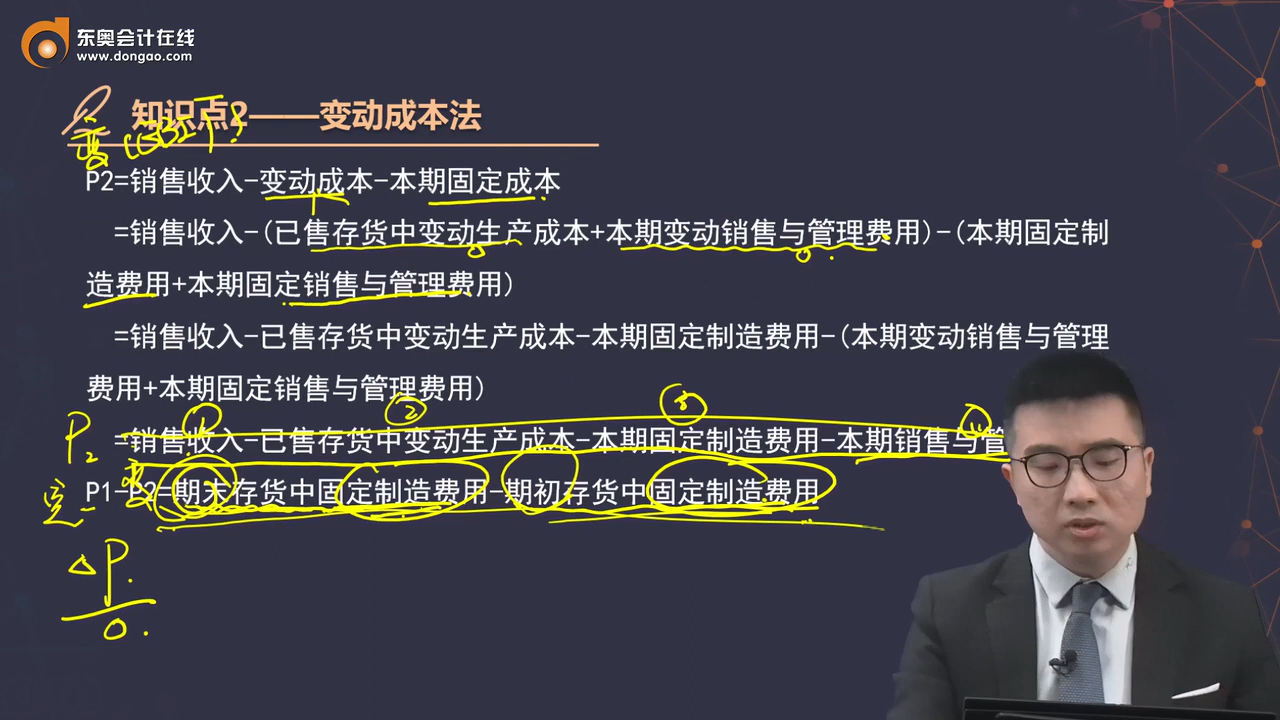 东奥会计在线
www.dongao.com
知识点2——变动成本法
P2=销售收入-变动成本-本期固定成本
=销售收入-(已售存货中变动生产成本+本期变动销售与管理费用)-(本期固定制
造费用+本期固定销售与管理费用)
=销售收入-已售存货中变动生产成本-本期固定制造费用-(本期变动销售与管理
费用+本期固定销售与管理费用)
P₂
① ② ③ ④
=销售收入-已售存货中变动生产成本-本期固定制造费用-本期销售与管
P1-P2=期末存货中固定制造费用-期初存货中固定制造费用
△P
0